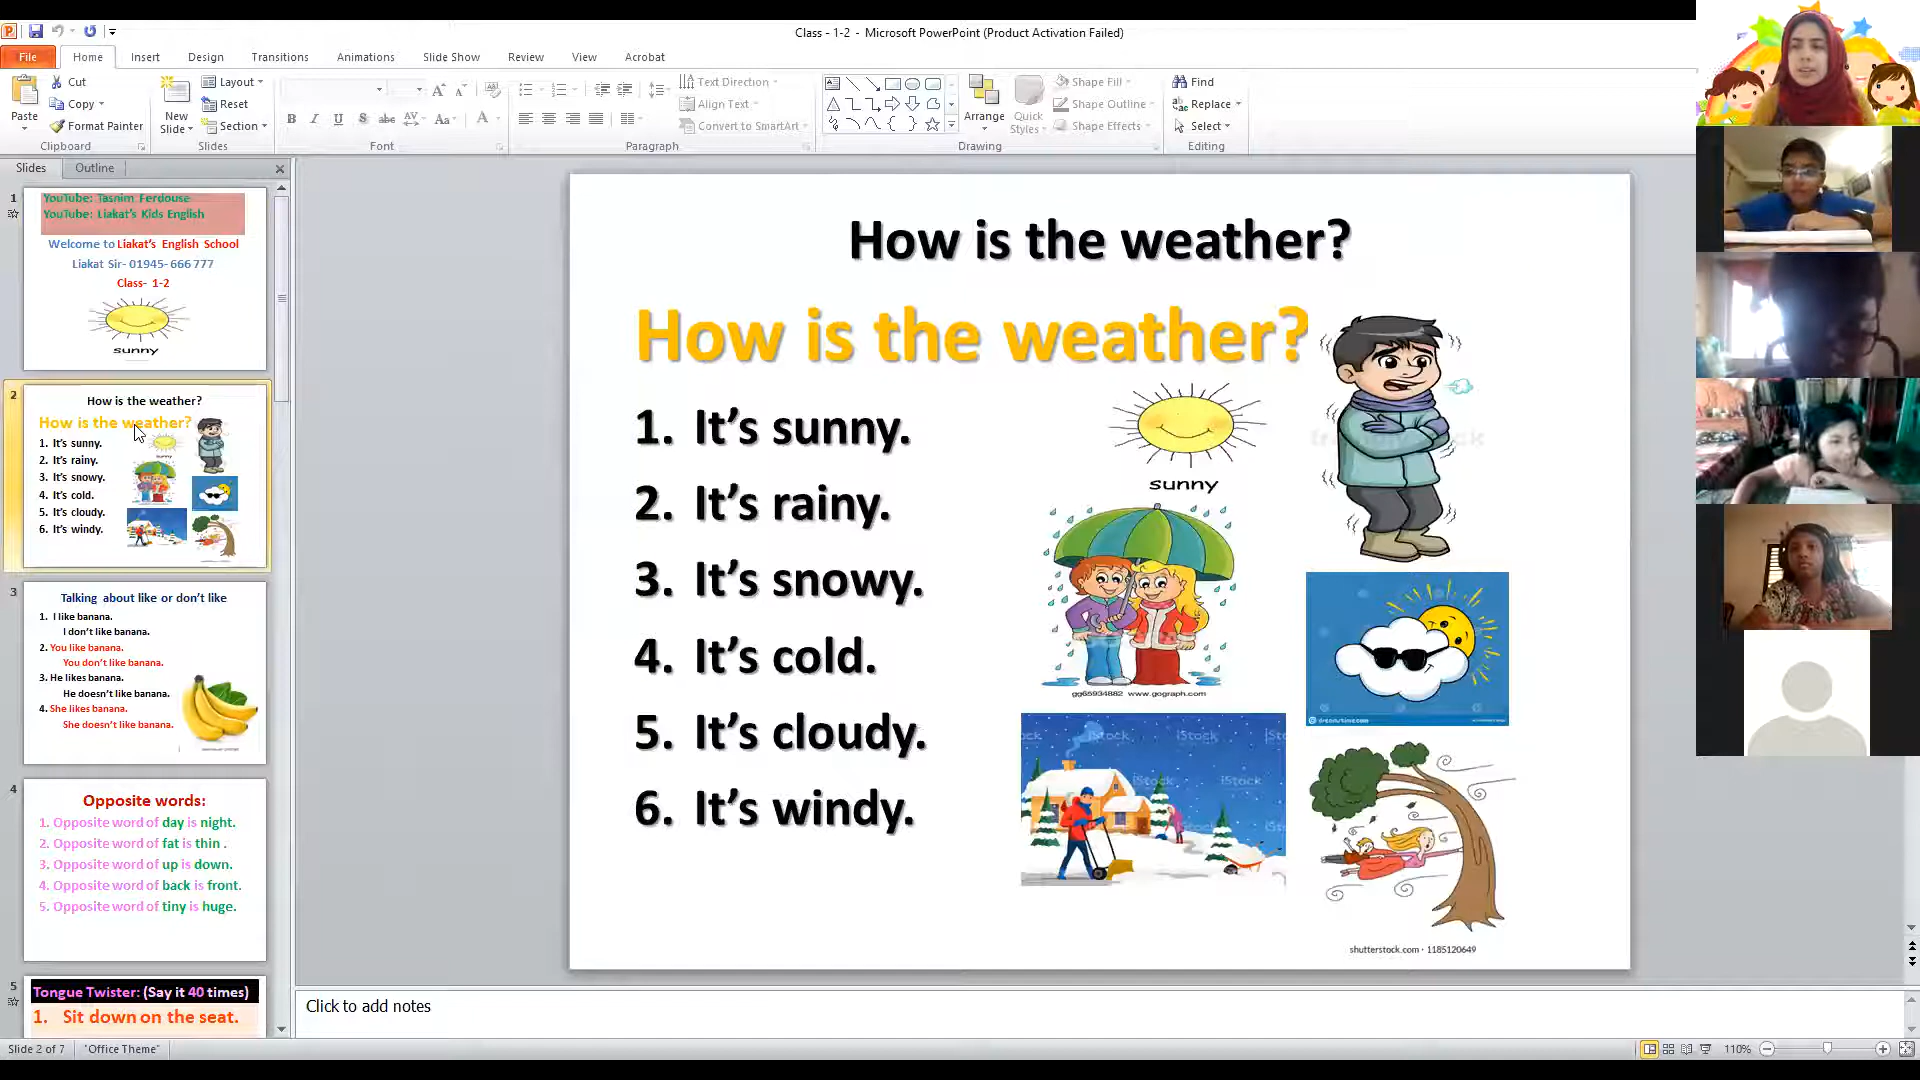 Class - 1-2 - Microsoft PowerPoint (Product Activation Failed)
File Home Insert Design Transitions Animations Slide Show Review View Acrobat
Paste
Cut
Copy
Format Painter
Clipboard
New
Slide
Layout
Reset
Section
Slides
Font
Text Direction
Align Text
Convert to SmartArt
Paragraph
Arrange
Quick
Styles
Shape Fill
Shape Outline
Shape Effects
Drawing
Find
Replace
Select
Editing
Slides Outline
1
YouTube: Tasnim Ferdouse
YouTube: Liakat's Kids English
Welcome to Liakat's English School
Liakat Sir- 01945- 666777
Class- 1-2
sunny
2
How is the weather?
How is the weather?
1. It's sunny.
2. It's rainy.
3. It's snowy.
4. It's cold.
5. It's cloudy.
6. It's windy.
3
Talking about like or don't like
1. I like banana.
I don't like banana.
2. You like banana.
You don't like banana.
3. He likes banana.
He doesn't like banana.
4. She likes banana.
She doesn't like banana.
4
Opposite words:
1. Opposite word of day is night.
2. Opposite word of fat is thin .
3. Opposite word of up is down.
4. Opposite word of back is front.
5. Opposite word of tiny is huge.
5
Tongue Twister: (Say it 40 times)
1. Sit down on the seat.
How is the weather?
How is the weather?
1. It's sunny.
2. It's rainy.
3. It's snowy.
4. It's cold.
5. It's cloudy.
6. It's windy.
sunny
gg65934882 www.gograph.com
dreamstime.com
iStock
iStock
iStock
shutterstock.com · 1185120649
Click to add notes
Slide 2 of 7 "Office Theme" 110%